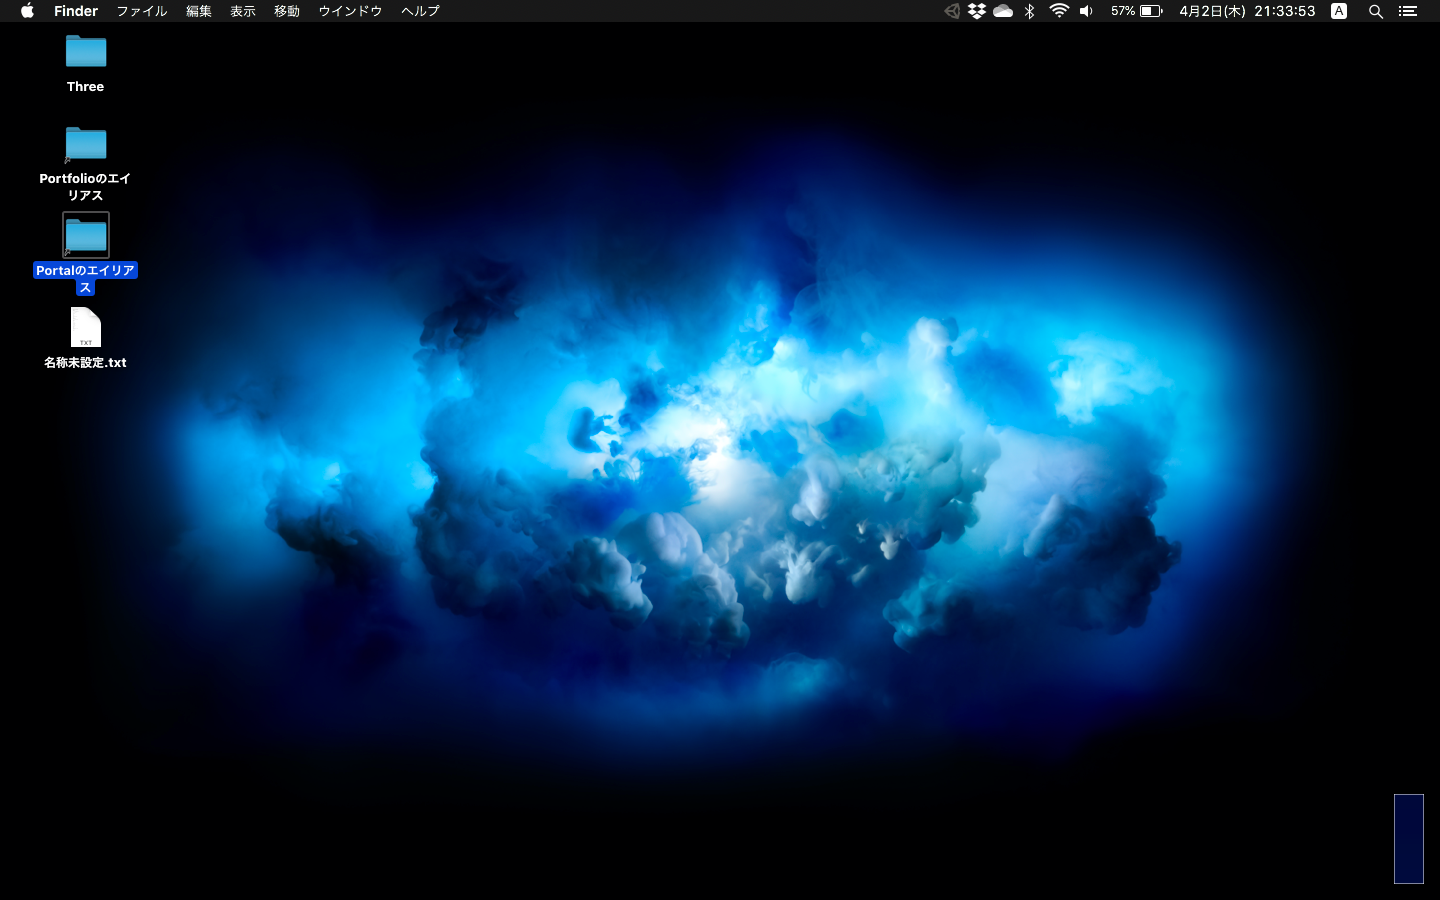 Finder ファイル 編集 表示 移動 ウインドウ ヘルプ 57% 4月2日(木) 21:33:53 A
Three
Portfolioのエイ
リアス
Portalのエイリア
ス
TXT
名称未設定.txt